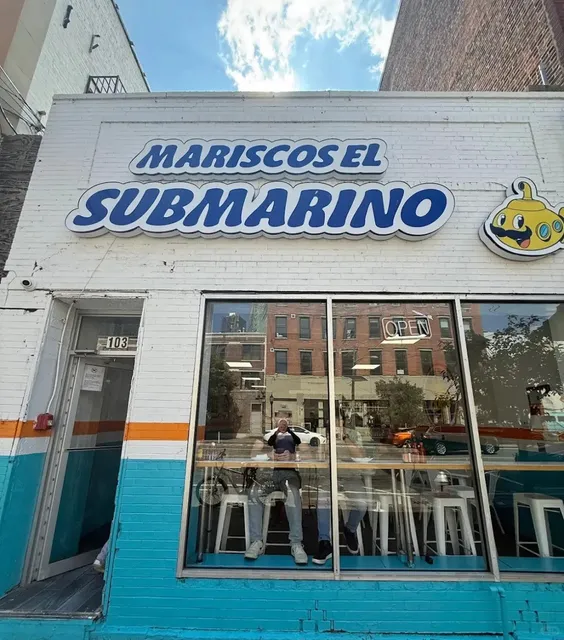 MARISCOS EL
SUBMARINO
OPEN
103